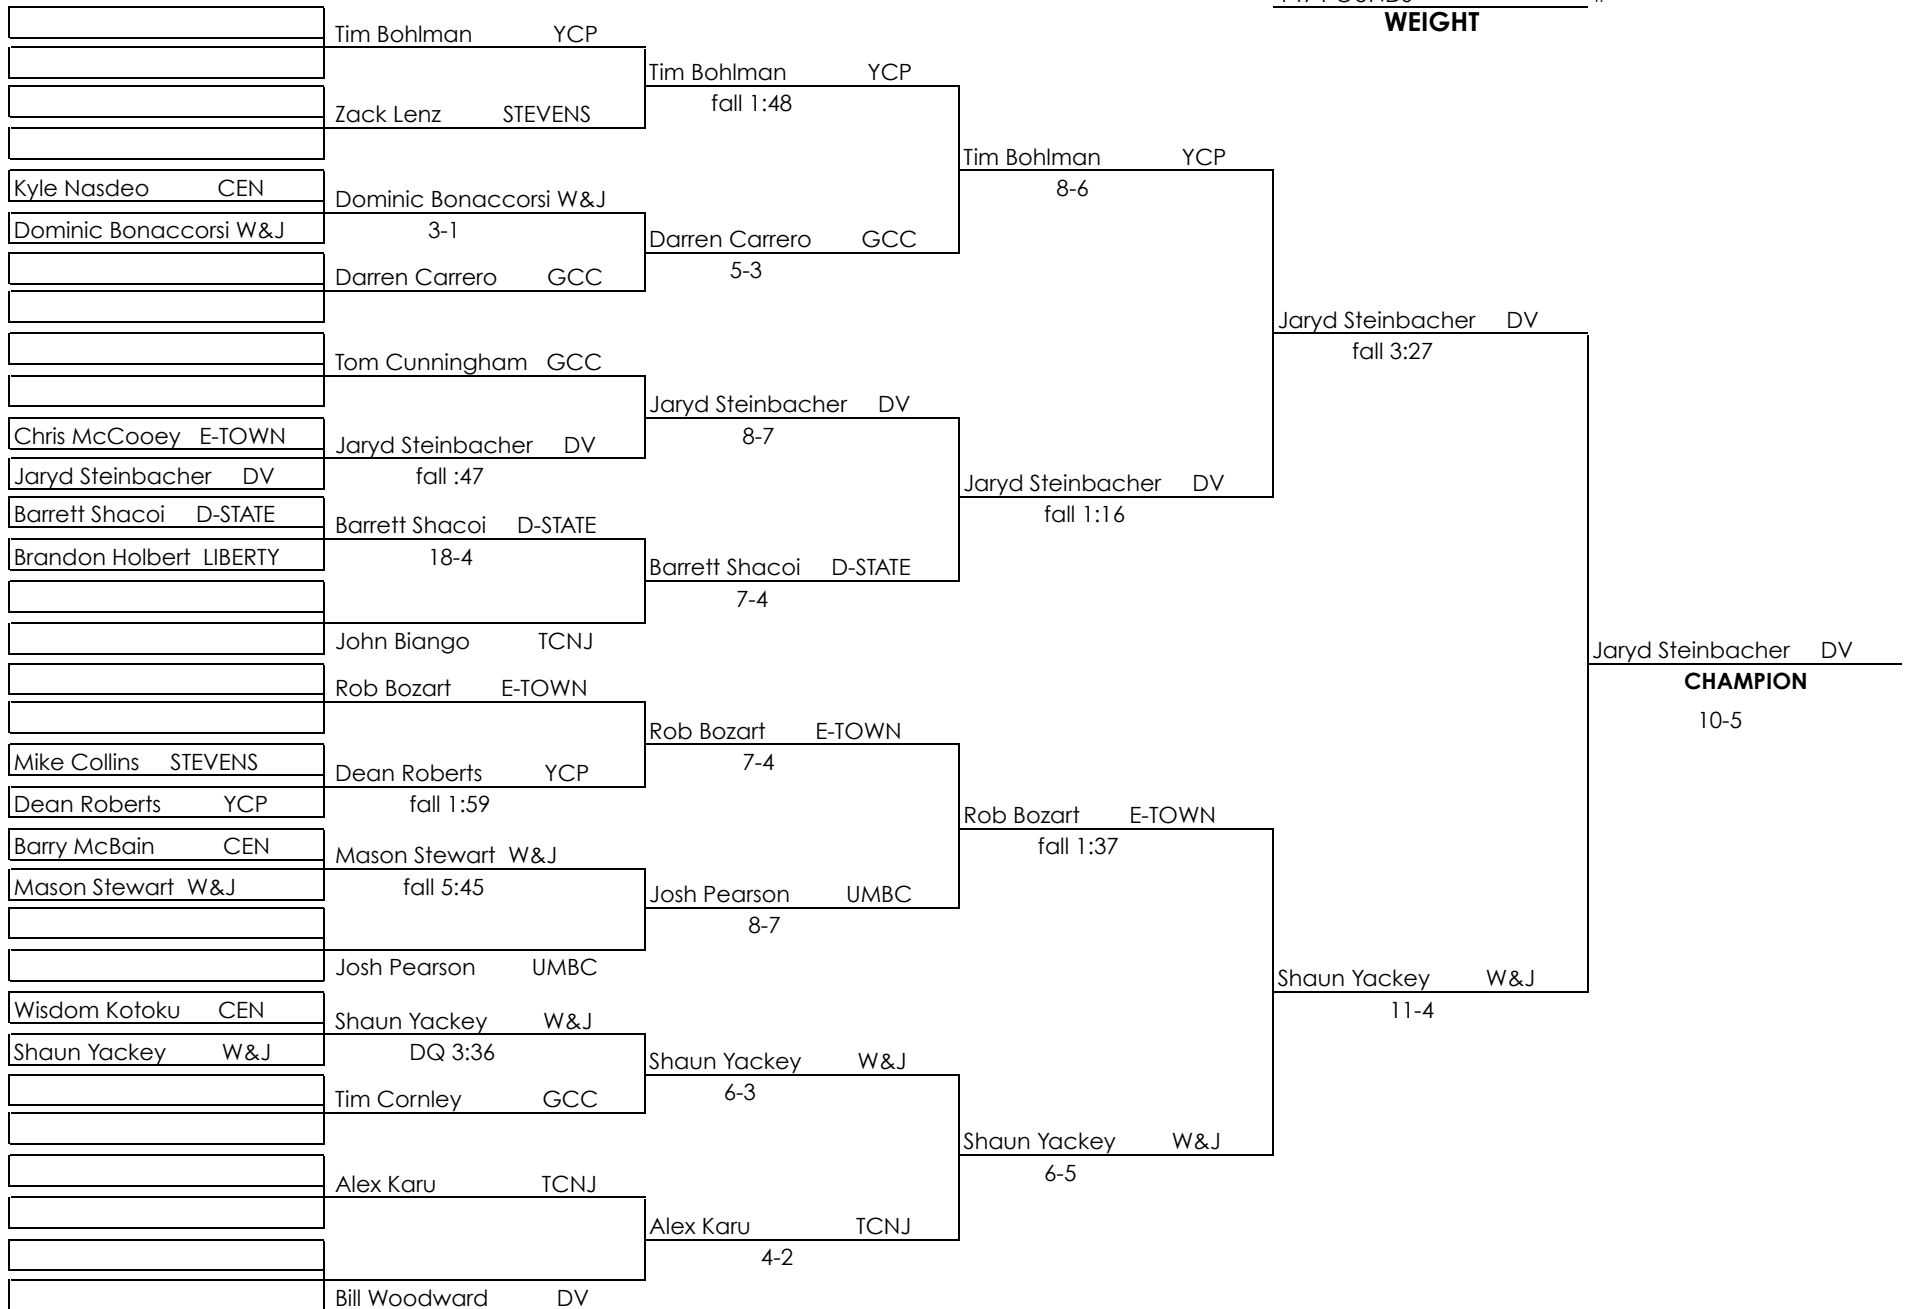 WEIGHT
Tim Bohlman YCP
Tim Bohlman YCP
fall 1:48
Zack Lenz STEVENS
Tim Bohlman YCP
8-6
Kyle Nasdeo CEN
Dominic Bonaccorsi W&J
Dominic Bonaccorsi W&J
3-1
Darren Carrero GCC
5-3
Darren Carrero GCC
Jaryd Steinbacher DV
fall 3:27
Tom Cunningham GCC
Jaryd Steinbacher DV
8-7
Chris McCooey E-TOWN
Jaryd Steinbacher DV
Jaryd Steinbacher DV
fall :47
Jaryd Steinbacher DV
fall 1:16
Barrett Shacoi D-STATE
Barrett Shacoi D-STATE
Brandon Holbert LIBERTY
18-4
Barrett Shacoi D-STATE
7-4
John Biango TCNJ
Jaryd Steinbacher DV
CHAMPION
10-5
Rob Bozart E-TOWN
Rob Bozart E-TOWN
7-4
Mike Collins STEVENS
Dean Roberts YCP
Dean Roberts YCP
fall 1:59
Rob Bozart E-TOWN
fall 1:37
Barry McBain CEN
Mason Stewart W&J
Mason Stewart W&J
fall 5:45
Josh Pearson UMBC
8-7
Josh Pearson UMBC
Shaun Yackey W&J
11-4
Wisdom Kotoku CEN
Shaun Yackey W&J
Shaun Yackey W&J
DQ 3:36
Shaun Yackey W&J
6-3
Tim Cornley GCC
Shaun Yackey W&J
6-5
Alex Karu TCNJ
Alex Karu TCNJ
4-2
Bill Woodward DV